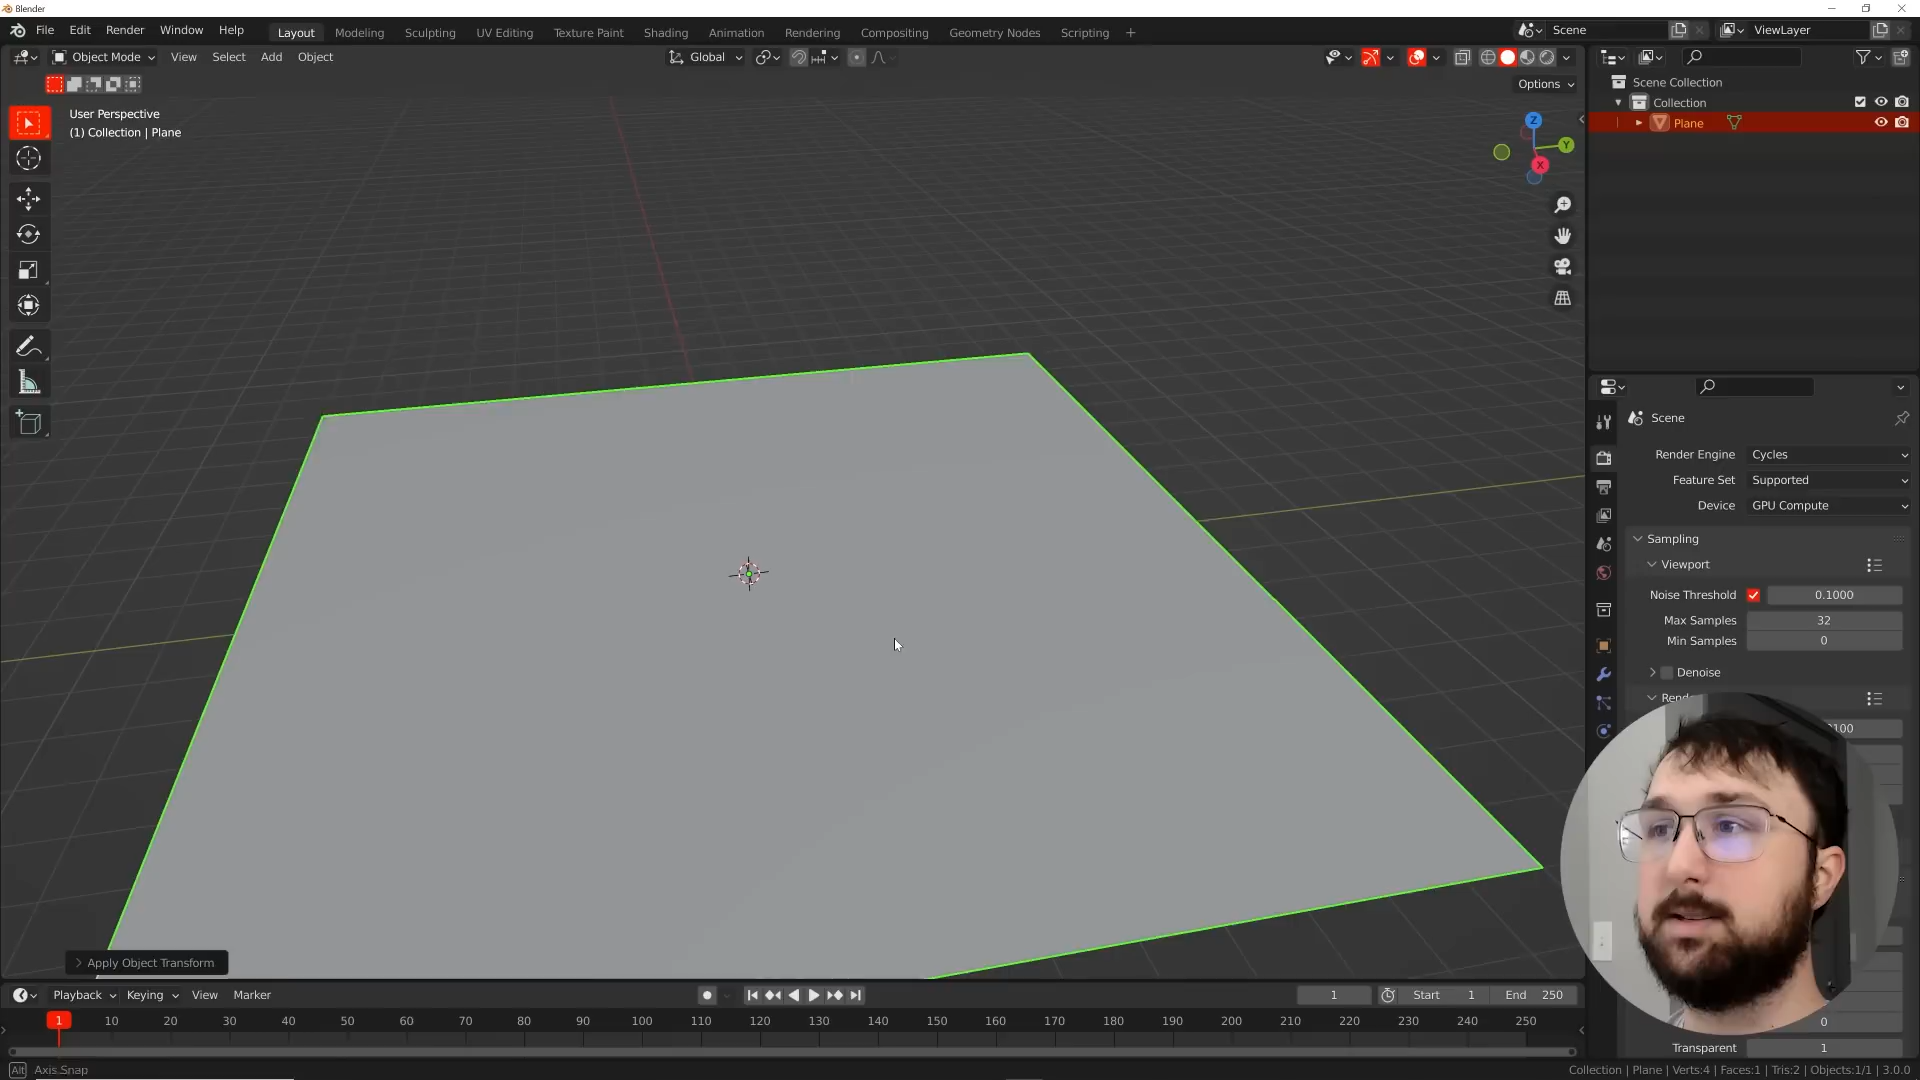 Blender
File Edit Render Window Help Layout Modeling Sculpting UV Editing Texture Paint Shading Animation Rendering Compositing Geometry Nodes Scripting + Scene ViewLayer
Object Mode View Select Add Object Global
Options
User Perspective
(1) Collection | Plane
Z
Y
X
Scene Collection
Collection
Plane
Scene
Render Engine Cycles
Feature Set Supported
Device GPU Compute
Sampling
Viewport
Noise Threshold 0.1000
Max Samples 32
Min Samples 0
Denoise
0
Transparent 1
Apply Object Transform
Playback Keying View Marker 1 Start 1 End 250
1 10 20 30 40 50 60 70 80 90 100 110 120 130 140 150 160 170 180 190 200 210 220 230 240 250
Alt Axis Snap
Collection | Plane | Verts:4 | Faces:1 | Tris:2 | Objects:1/1 | 3.0.0